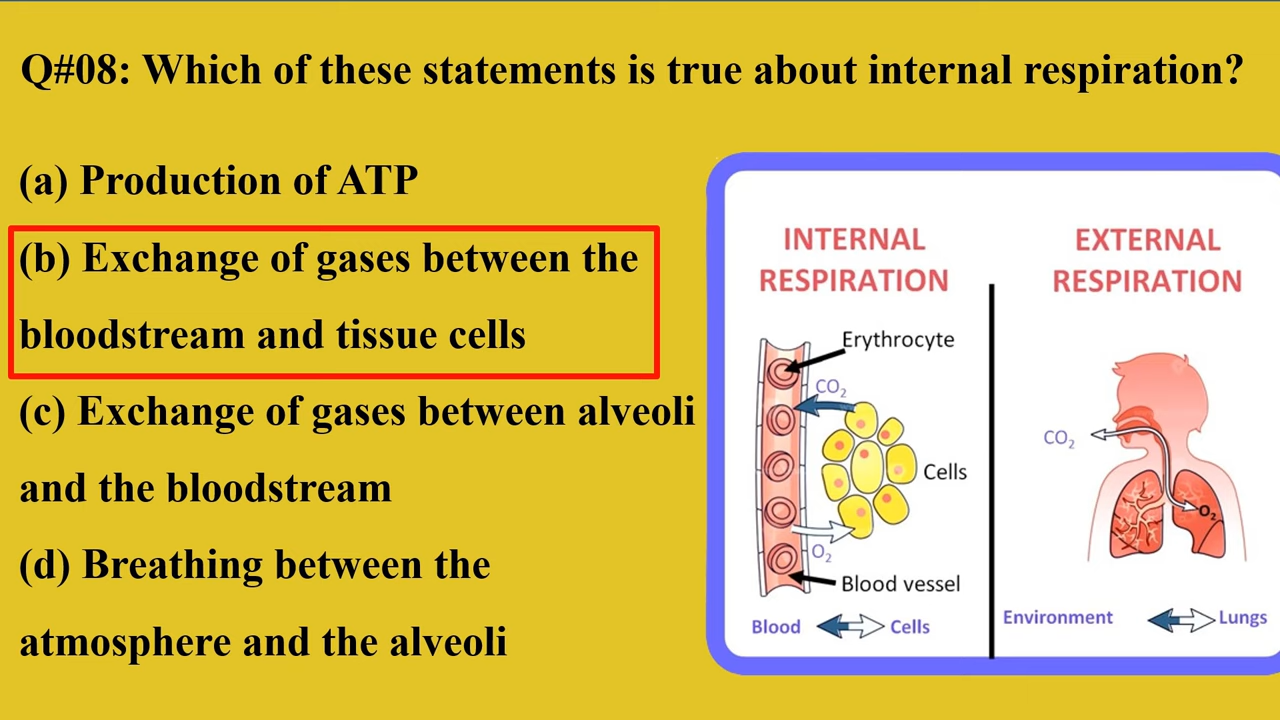 Q#08: Which of these statements is true about internal respiration?
(a) Production of ATP
(b) Exchange of gases between the
bloodstream and tissue cells
(c) Exchange of gases between alveoli
and the bloodstream
(d) Breathing between the
atmosphere and the alveoli
INTERNAL
RESPIRATION
Erythrocyte
CO₂
Cells
O₂
Blood vessel
Blood
Cells
EXTERNAL
RESPIRATION
CO₂
O₂
Environment
Lungs